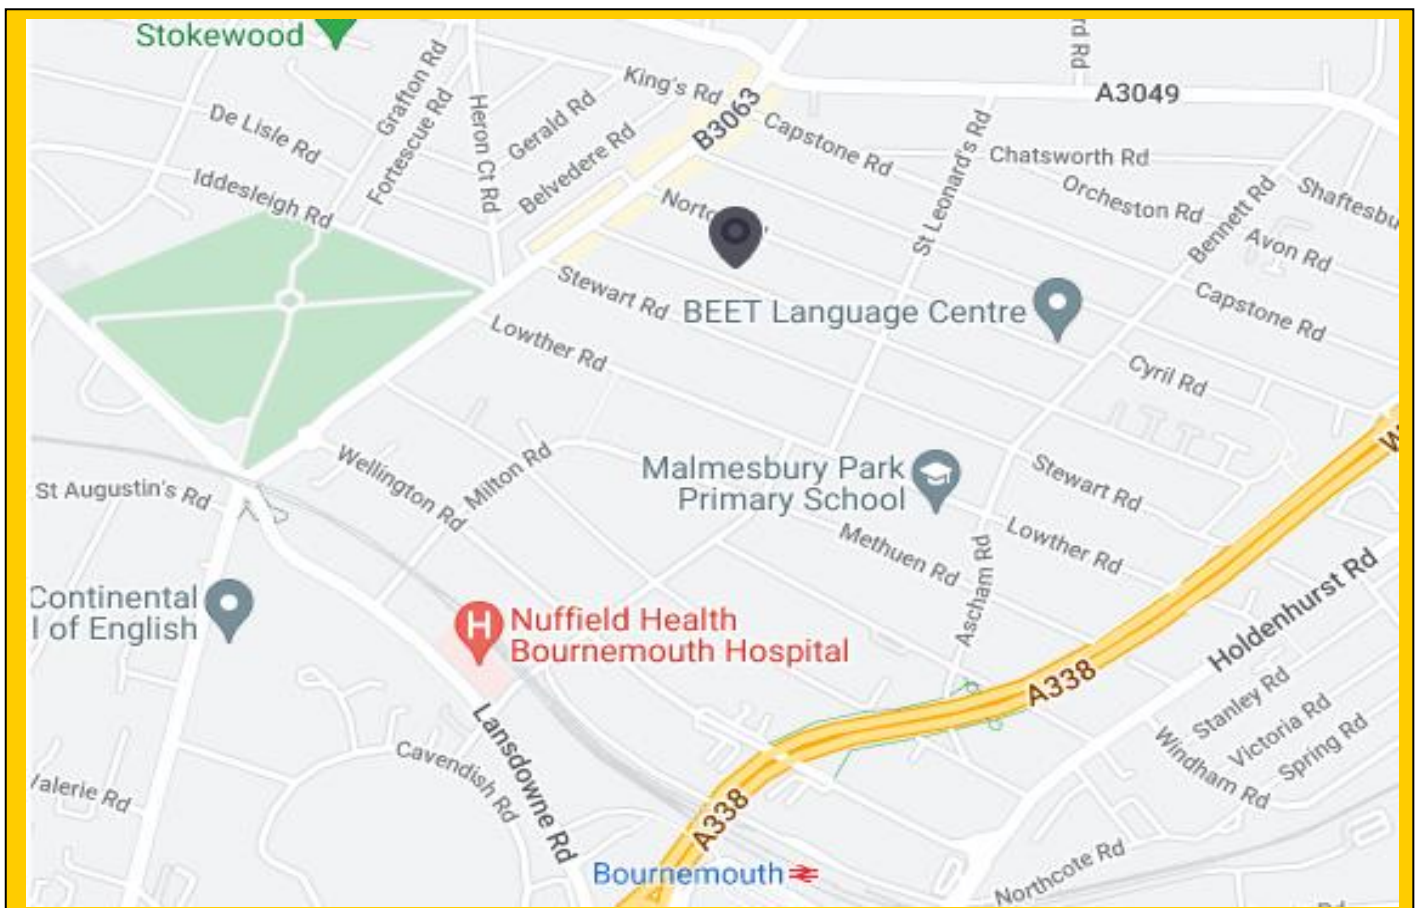 Stokewood
Grafton Rd
Fortescue Rd
Heron Ct Rd
Gerald Rd
Belvedere Rd
King's Rd
B3063
Capstone Rd
A3049
De Lisle Rd
Iddesleigh Rd
St Leonard's Rd
Chatsworth Rd
Orcheston Rd
Bennett Rd
Avon Rd
Stewart Rd
BEET Language Centre
Capstone Rd
Lowther Rd
Cyril Rd
Wellington Rd
Milton Rd
Malmesbury Park
Primary School
Stewart Rd
St Augustin's Rd
Methuen Rd
Lowther Rd
Ascham Rd
Continental
l of English
Nuffield Health
Bournemouth Hospital
Holdenhurst Rd
A338
Stanley Rd
Victoria Rd
Spring Rd
Windham Rd
Lansdowne Rd
Cavendish Rd
Valerie Rd
A338
Bournemouth
Northcote Rd